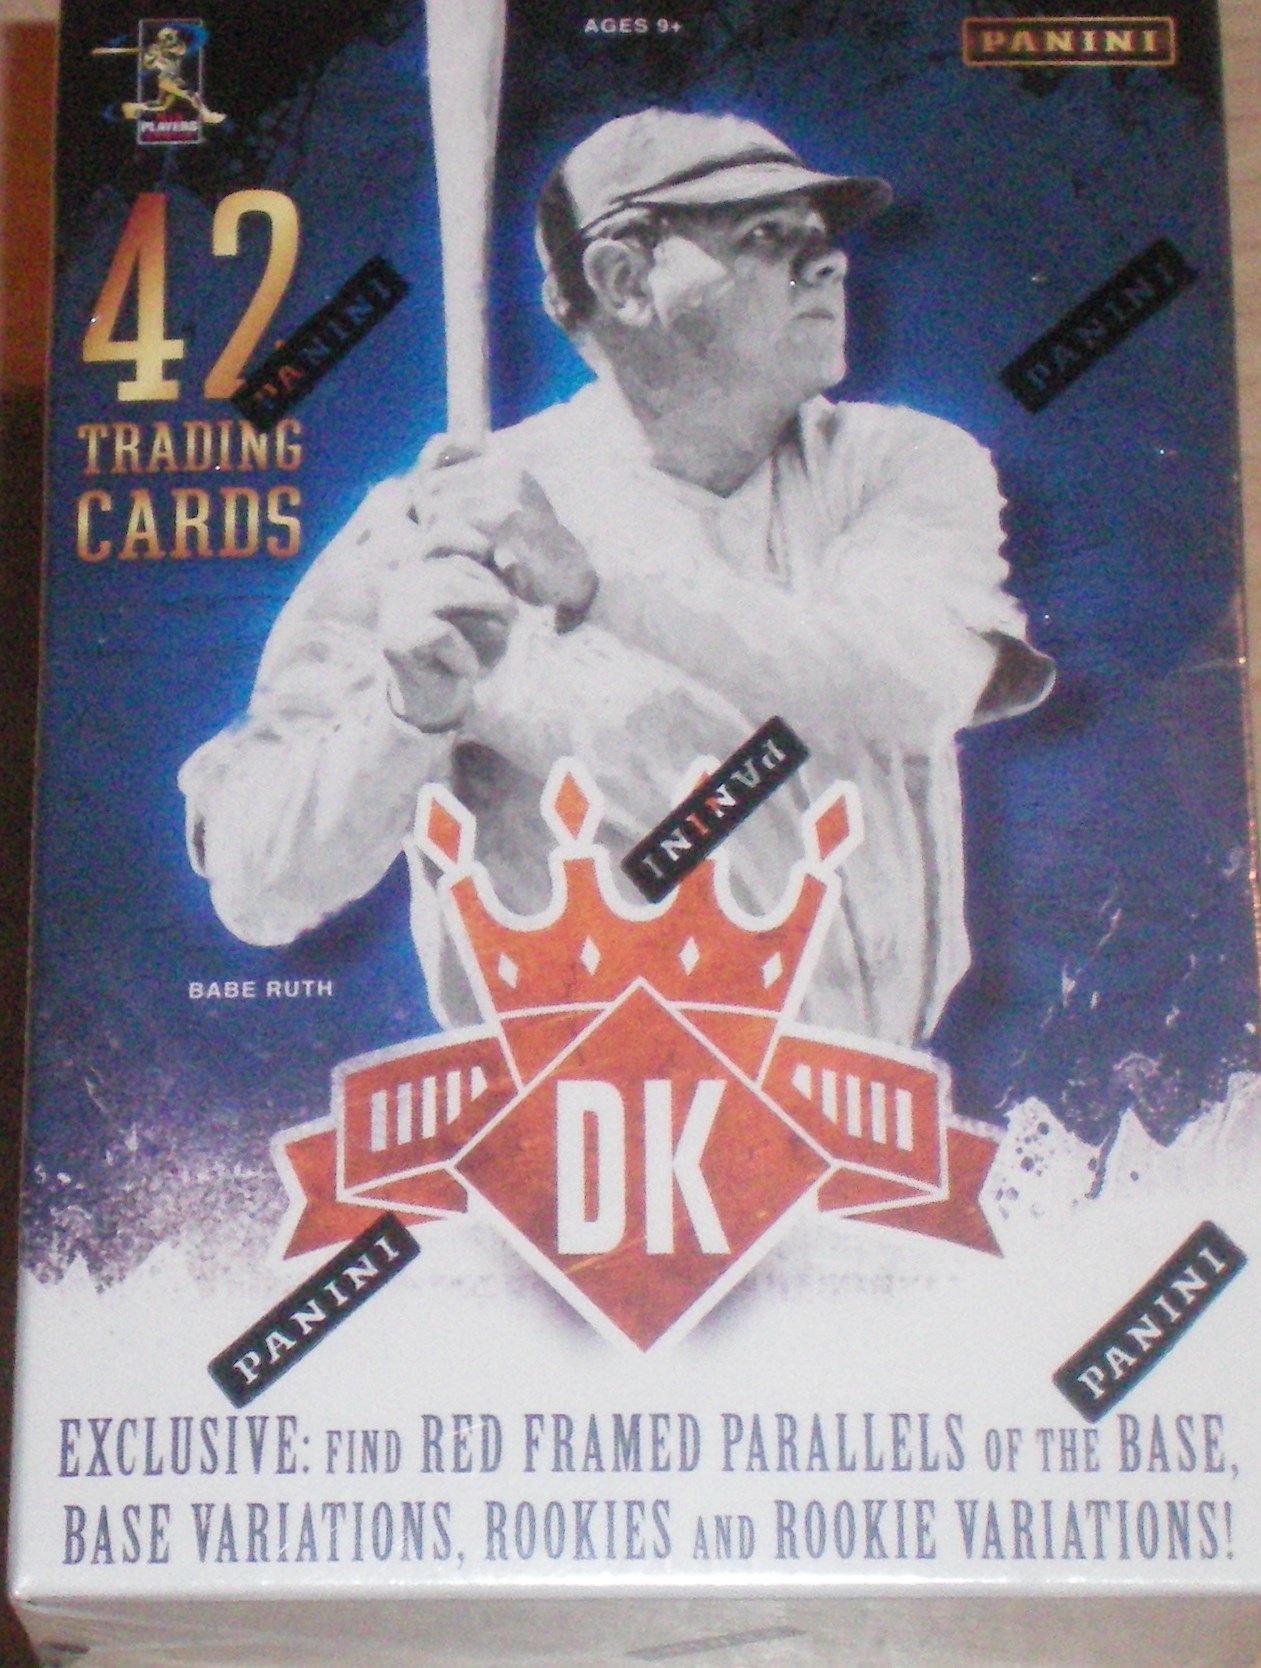 AGES 9+
PANINI
PLAYERS
42
PANINI
PANINI
TRADING
CARDS
PANINI
BABE RUTH
DK
PANINI
PANINI
EXCLUSIVE: FIND RED FRAMED PARALLELS OF THE BASE,
BASE VARIATIONS, ROOKIES AND ROOKIE VARIATIONS!